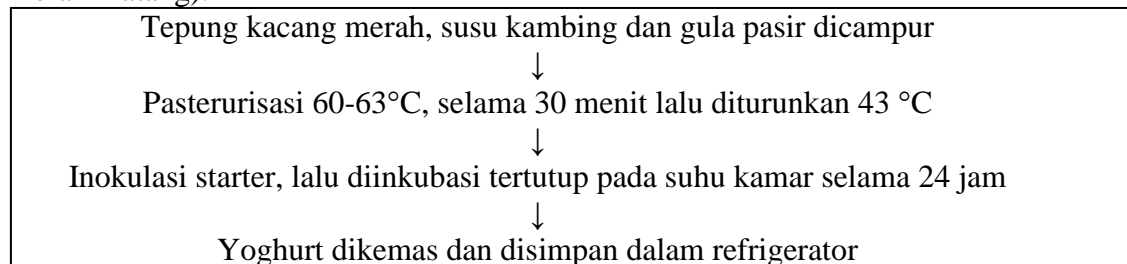 Tepung kacang merah, susu kambing dan gula pasir dicampur
↓
Pasterurisasi 60-63°C, selama 30 menit lalu diturunkan 43 °C
↓
Inokulasi starter, lalu diinkubasi tertutup pada suhu kamar selama 24 jam
↓
Yoghurt dikemas dan disimpan dalam refrigerator